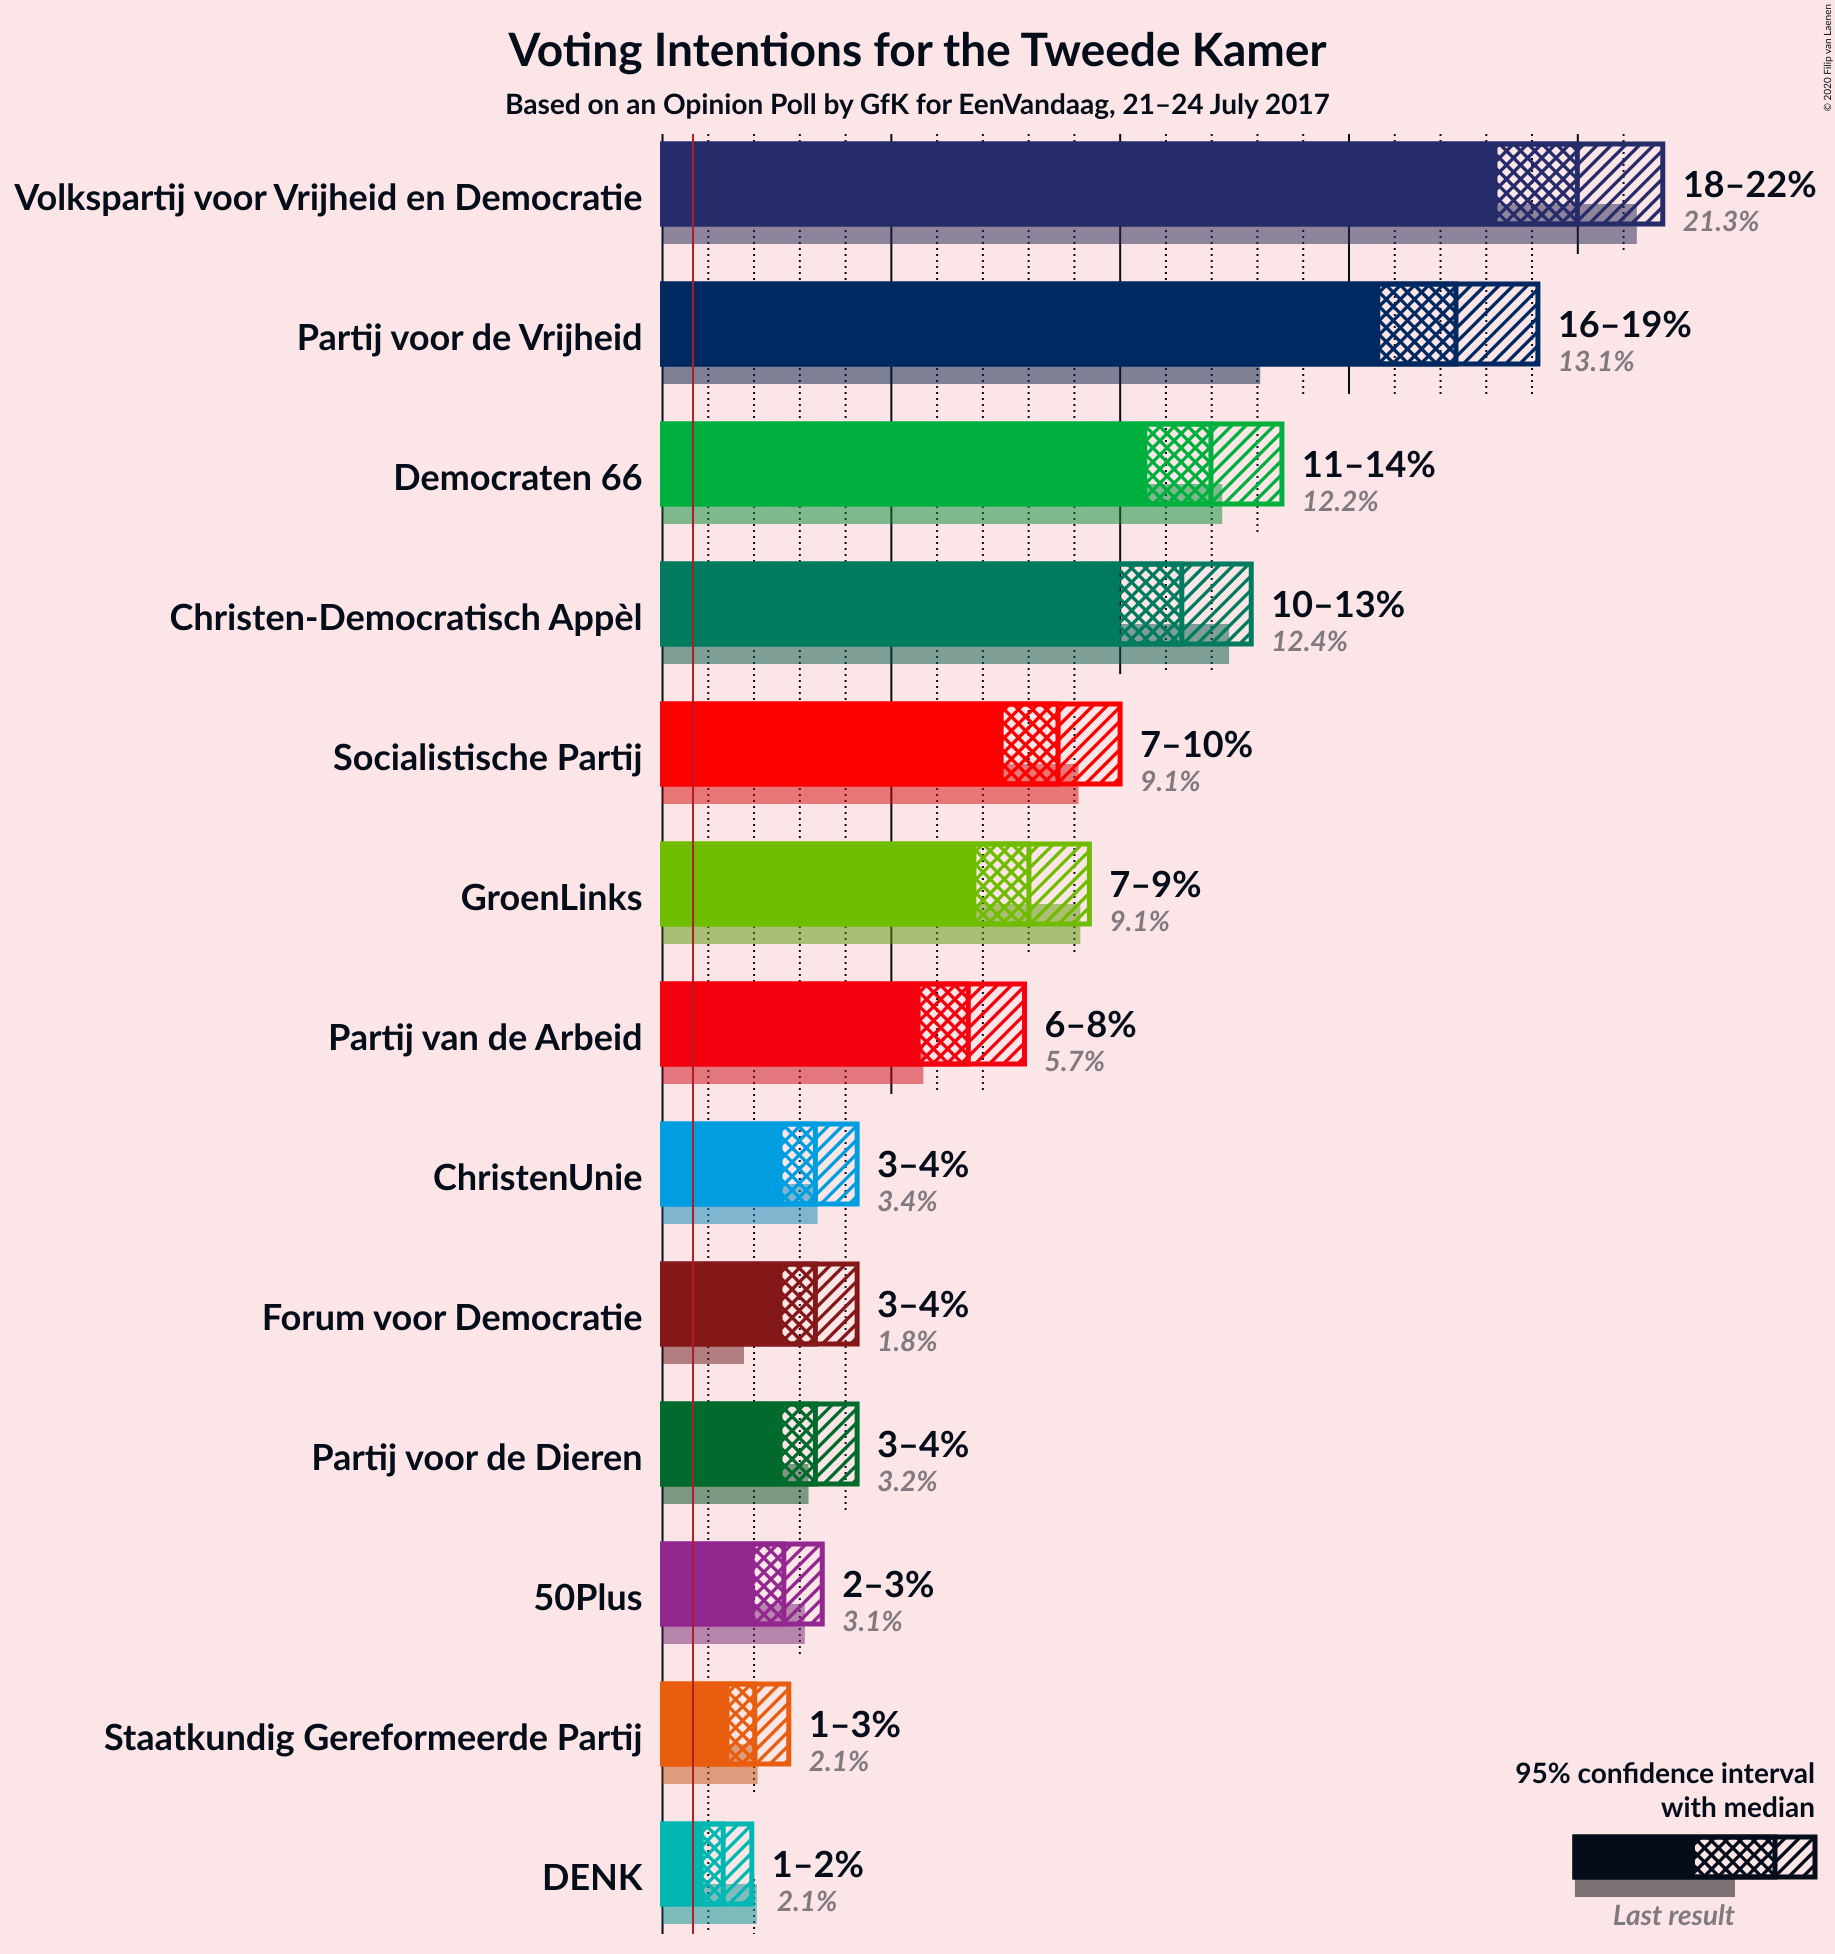 Voting Intentions for the Tweede Kamer
Based on an Opinion Poll by GfK for EenVandaag, 21–24 July 2017
© 2020 Filip van Laenen
Volkspartij voor Vrijheid en Democratie
18–22%
21.3%
Partij voor de Vrijheid
16–19%
13.1%
Democraten 66
11–14%
12.2%
Christen-Democratisch Appèl
10–13%
12.4%
Socialistische Partij
7–10%
9.1%
GroenLinks
7–9%
9.1%
Partij van de Arbeid
6–8%
5.7%
ChristenUnie
3–4%
3.4%
Forum voor Democratie
3–4%
1.8%
Partij voor de Dieren
3–4%
3.2%
50Plus
2–3%
3.1%
Staatkundig Gereformeerde Partij
1–3%
2.1%
DENK
1–2%
2.1%
95% confidence interval
with median
Last result